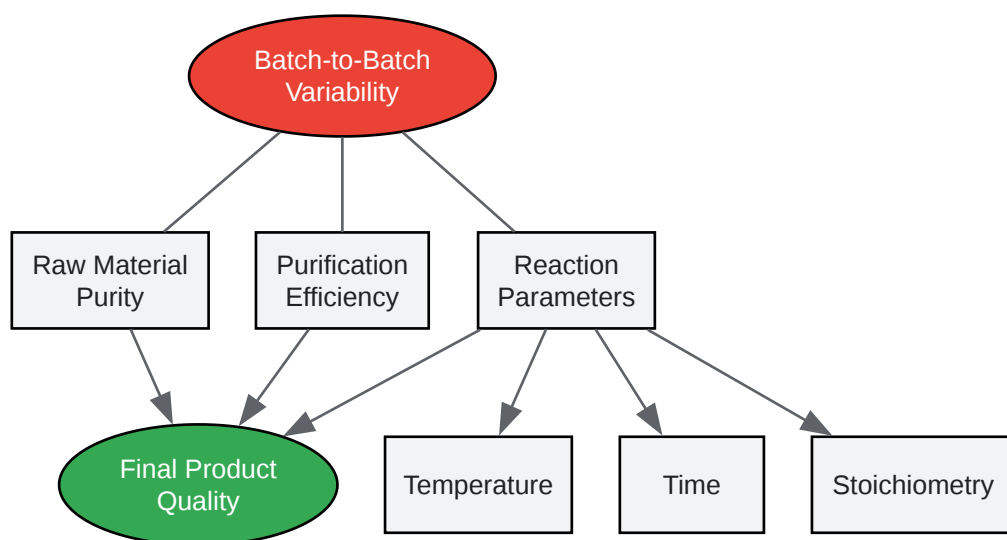 Batch-to-Batch
Variability
Raw Material
Purity
Purification
Efficiency
Reaction
Parameters
Final Product
Quality
Temperature
Time
Stoichiometry